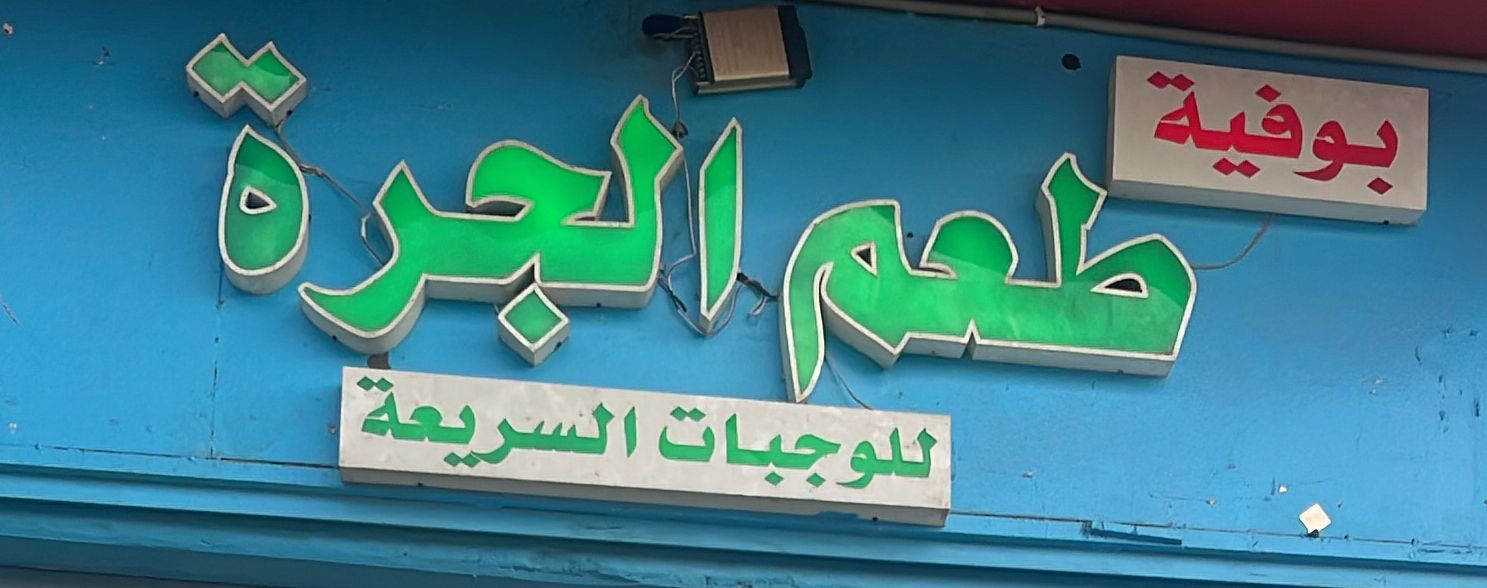 بوفية
طعم الجرة
للوجبات السريعة